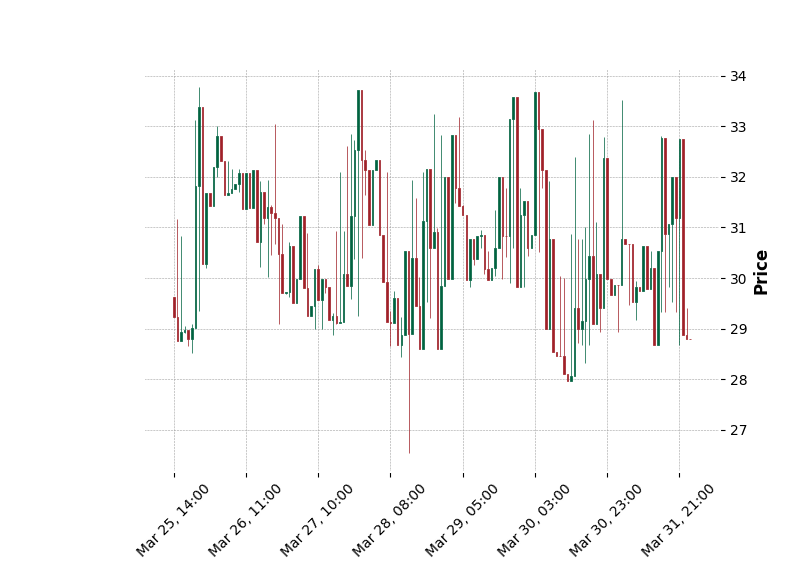 34
33
32
31
30
29
28
27
Price
Mar 25, 14:00
Mar 26, 11:00
Mar 27, 10:00
Mar 28, 08:00
Mar 29, 05:00
Mar 30, 03:00
Mar 30, 23:00
Mar 31, 21:00